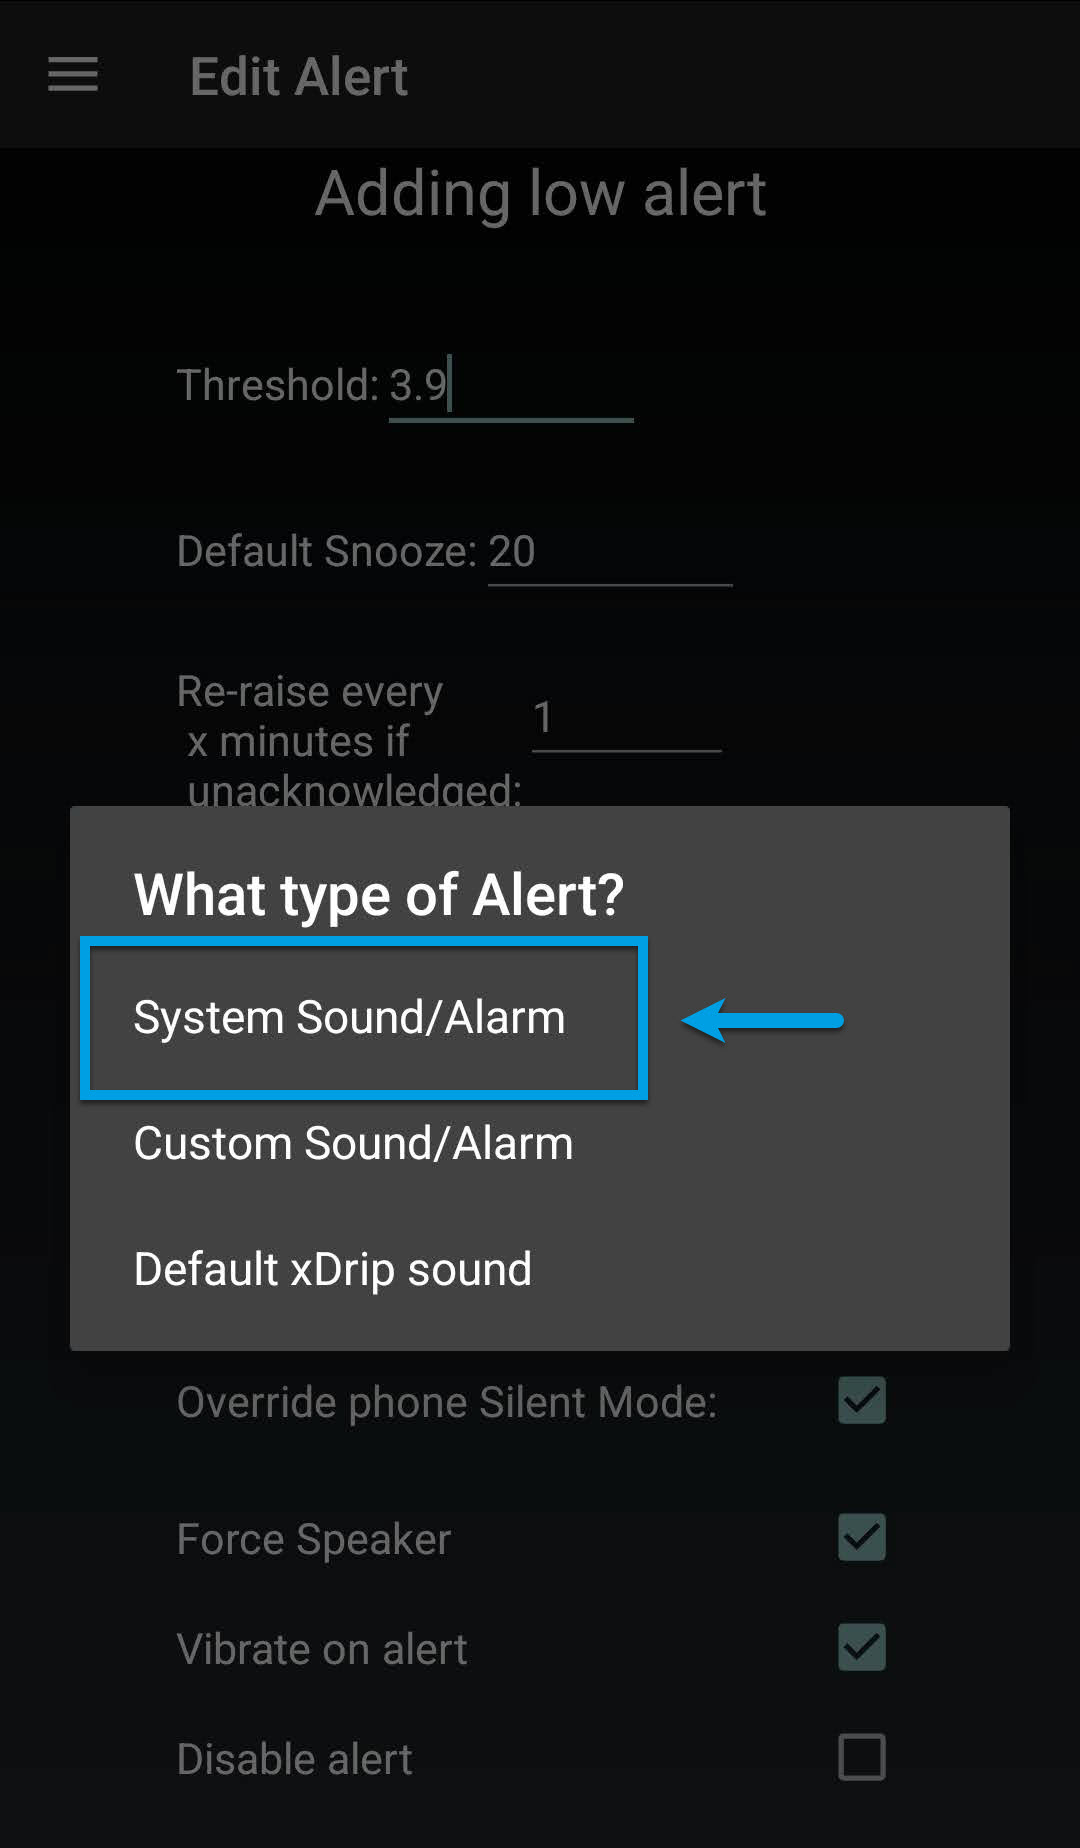 Edit Alert
Adding low alert
Threshold: 3.9
Default Snooze: 20
Re-raise every
x minutes if
unacknowledged:
1
What type of Alert?
System Sound/Alarm
Custom Sound/Alarm
Default xDrip sound
Override phone Silent Mode:
Force Speaker
Vibrate on alert
Disable alert